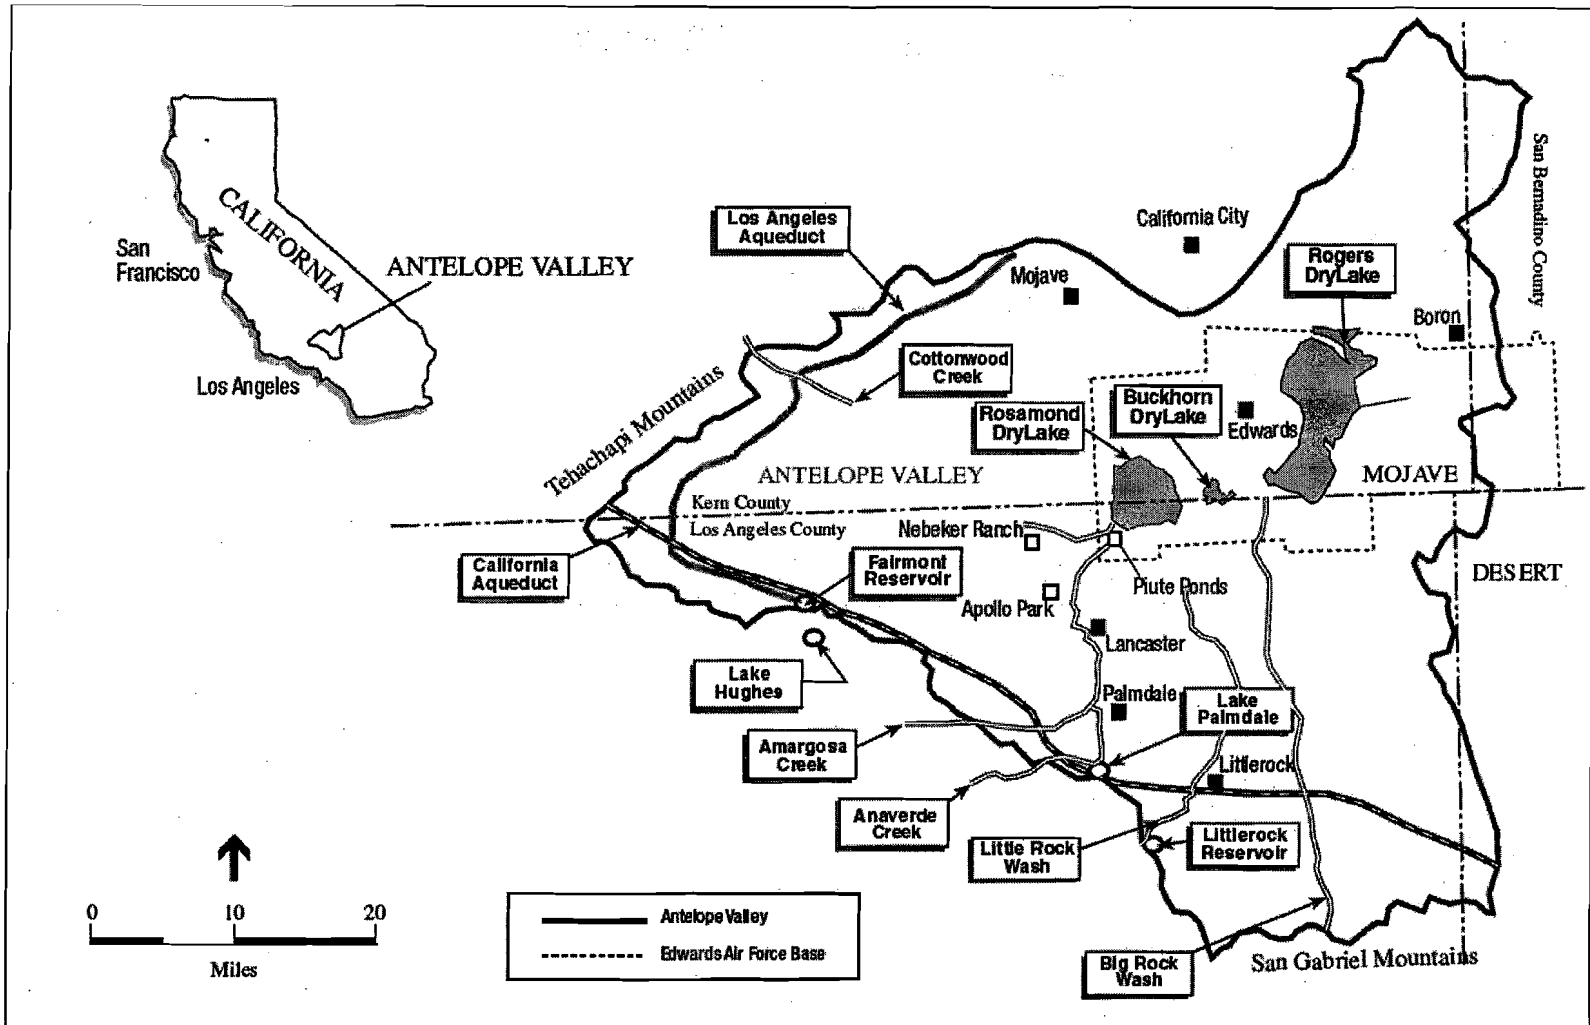 CALIFORNIA
San
Francisco
ANTELOPE VALLEY
Los Angeles
Los Angeles
Aqueduct
California City
Mojave
Rogers
DryLake
San Bernadino County
Boron
Cottonwood
Creek
Tehachapi Mountains
Rosamond
DryLake
Buckhorn
DryLake
Edwards
ANTELOPE VALLEY
MOJAVE
DESERT
Kern County
Los Angeles County
Nebeker Ranch
California
Aqueduct
Fairmont
Reservoir
Piute Ponds
Apollo Park
Lancaster
Lake
Hughes
Palmdale
Lake
Palmdale
Amargosa
Creek
Littlerock
Anaverde
Creek
Little Rock
Wash
Littlerock
Reservoir
Big Rock
Wash
San Gabriel Mountains
0 10 20
Miles
Antelope Valley
Edwards Air Force Base